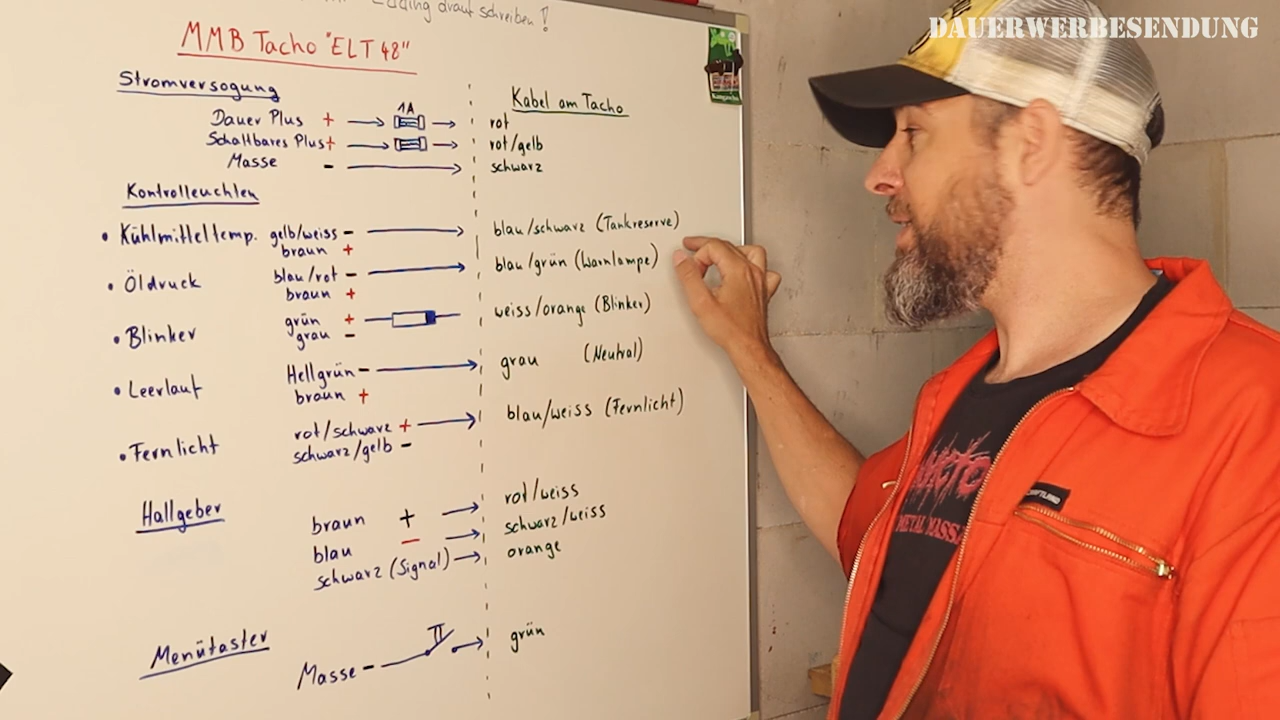 DAUERWERBESENDUNG
Edding drauf schreiben!
MMB Tacho "ELT 48"
Stromversogung
Kabel am Tacho
1A
Dauer Plus + rot
Schaltbares Plus + rot/gelb
Masse - schwarz
Kontrolleuchten
• Kühlmitteltemp. gelb/weiss - blau/schwarz (Tankreserve)
braun +
• Öldruck blau/rot - blau/grün (Warnlampe)
braun +
• Blinker grün + weiss/orange (Blinker)
grau -
• Leerlauf Hellgrün - grau (Neutral)
braun +
• Fernlicht rot/schwarz + blau/weiss (Fernlicht)
schwarz/gelb -
Hallgeber
braun + rot/weiss
blau - schwarz/weiss
schwarz (Signal) orange
Menütaster
Masse - grün